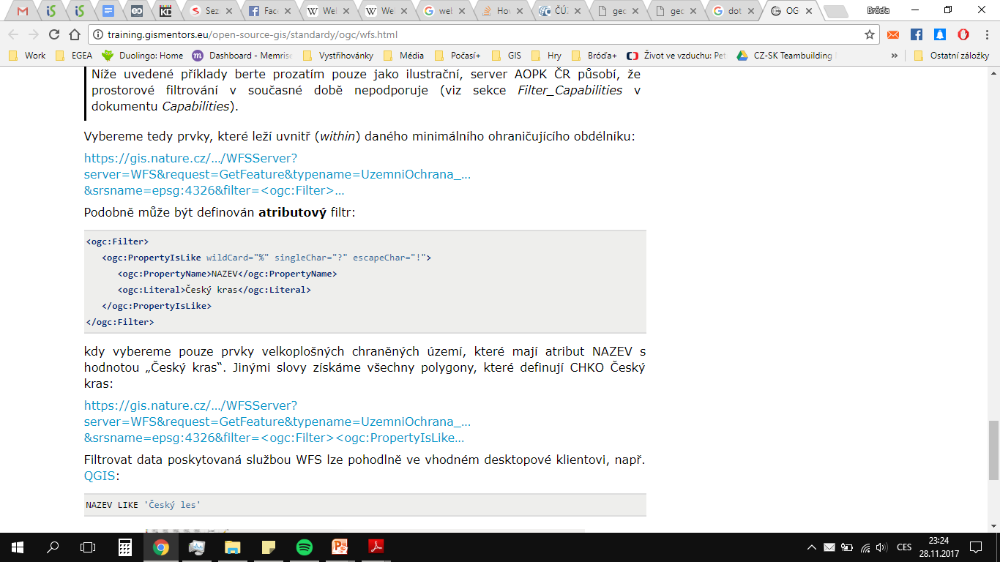 Sez
Face
Wel
Wel
wel
Hov
ČÚZ
geo
geo
dot
OG
Bróďa
training.gismentors.eu/open-source-gis/standardy/ogc/wfs.html
Work EGEA Duolingo: Home Dashboard - Memrise Vystřihovánky Média Počasí+ GIS Hry Bróďa+ Život ve vzduchu: Pet CZ-SK Teambuilding » Ostatní záložky
Níže uvedené příklady berte prozatím pouze jako ilustrační, server AOPK ČR působí, že
prostorové filtrování v současné době nepodporuje (viz sekce Filter_Capabilities v
dokumentu Capabilities).
Vybereme tedy prvky, které leží uvnitř (within) daného minimálního ohraničujícího obdélníku:
https://gis.nature.cz/.../WFSServer?
server=WFS&request=GetFeature&typename=UzemniOchrana_...
&srsname=epsg:4326&filter=<ogc:Filter>...
Podobně může být definován atributový filtr:
<ogc:Filter>
<ogc:PropertyIsLike wildCard="%" singleChar="?" escapeChar="!">
<ogc:PropertyName>NAZEV</ogc:PropertyName>
<ogc:Literal>Český kras</ogc:Literal>
</ogc:PropertyIsLike>
</ogc:Filter>
kdy vybereme pouze prvky velkoplošných chraněných území, které mají atribut NAZEV s
hodnotou „Český kras“. Jinými slovy získáme všechny polygony, které definují CHKO Český
kras:
https://gis.nature.cz/.../WFSServer?
server=WFS&request=GetFeature&typename=UzemniOchrana_...
&srsname=epsg:4326&filter=<ogc:Filter><ogc:PropertyIsLike...
Filtrovat data poskytovaná službou WFS lze pohodlně ve vhodném desktopové klientovi, např.
QGIS:
NAZEV LIKE 'Český les'
CES
23:24
28.11.2017